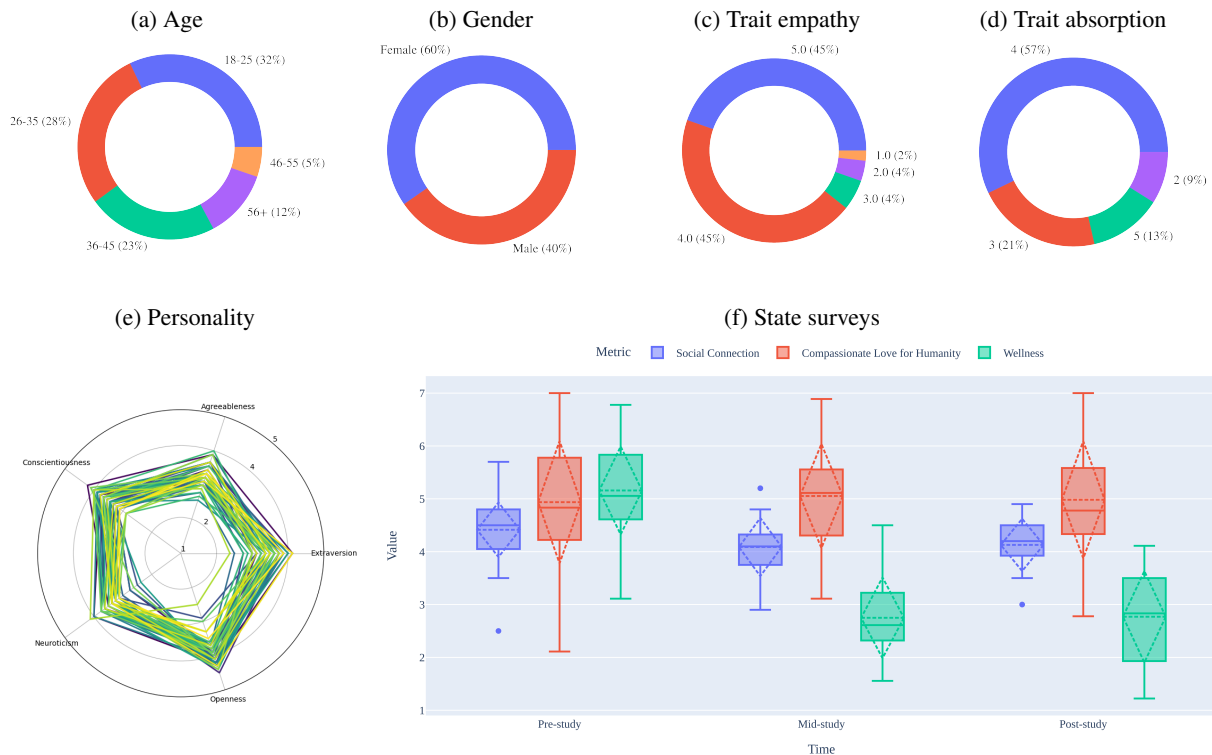 (a) Age
(b) Gender
(c) Trait empathy
(d) Trait absorption
18-25 (32%)
26-35 (28%)
46-55 (5%)
56+ (12%)
36-45 (23%)
Female (60%)
Male (40%)
5.0 (45%)
1.0 (2%)
2.0 (4%)
3.0 (4%)
4.0 (45%)
4 (57%)
2 (9%)
5 (13%)
3 (21%)
(e) Personality
Agreeableness
5
4
Conscientiousness
2
1
Extraversion
Neuroticism
Openness
(f) State surveys
Metric
Social Connection
Compassionate Love for Humanity
Wellness
7
6
5
4
3
2
1
Value
Pre-study
Mid-study
Post-study
Time